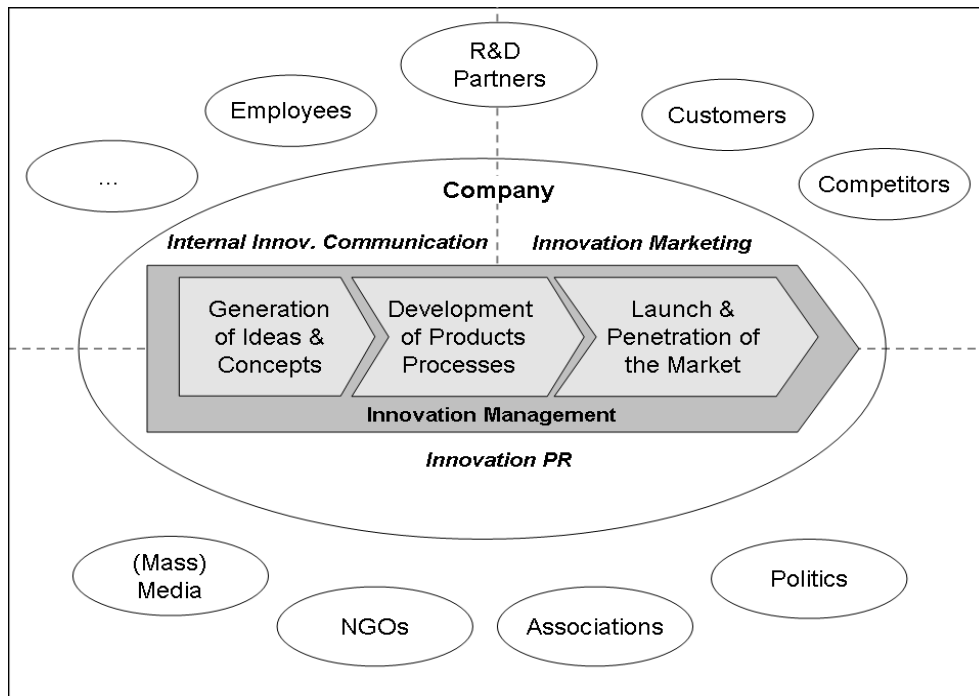 R&D
Partners
Employees
Customers
...
Competitors
Company
Internal Innov. Communication
Innovation Marketing
Generation
of Ideas &
Concepts
Development
of Products
Processes
Launch &
Penetration of
the Market
Innovation Management
Innovation PR
(Mass)
Media
Politics
NGOs
Associations